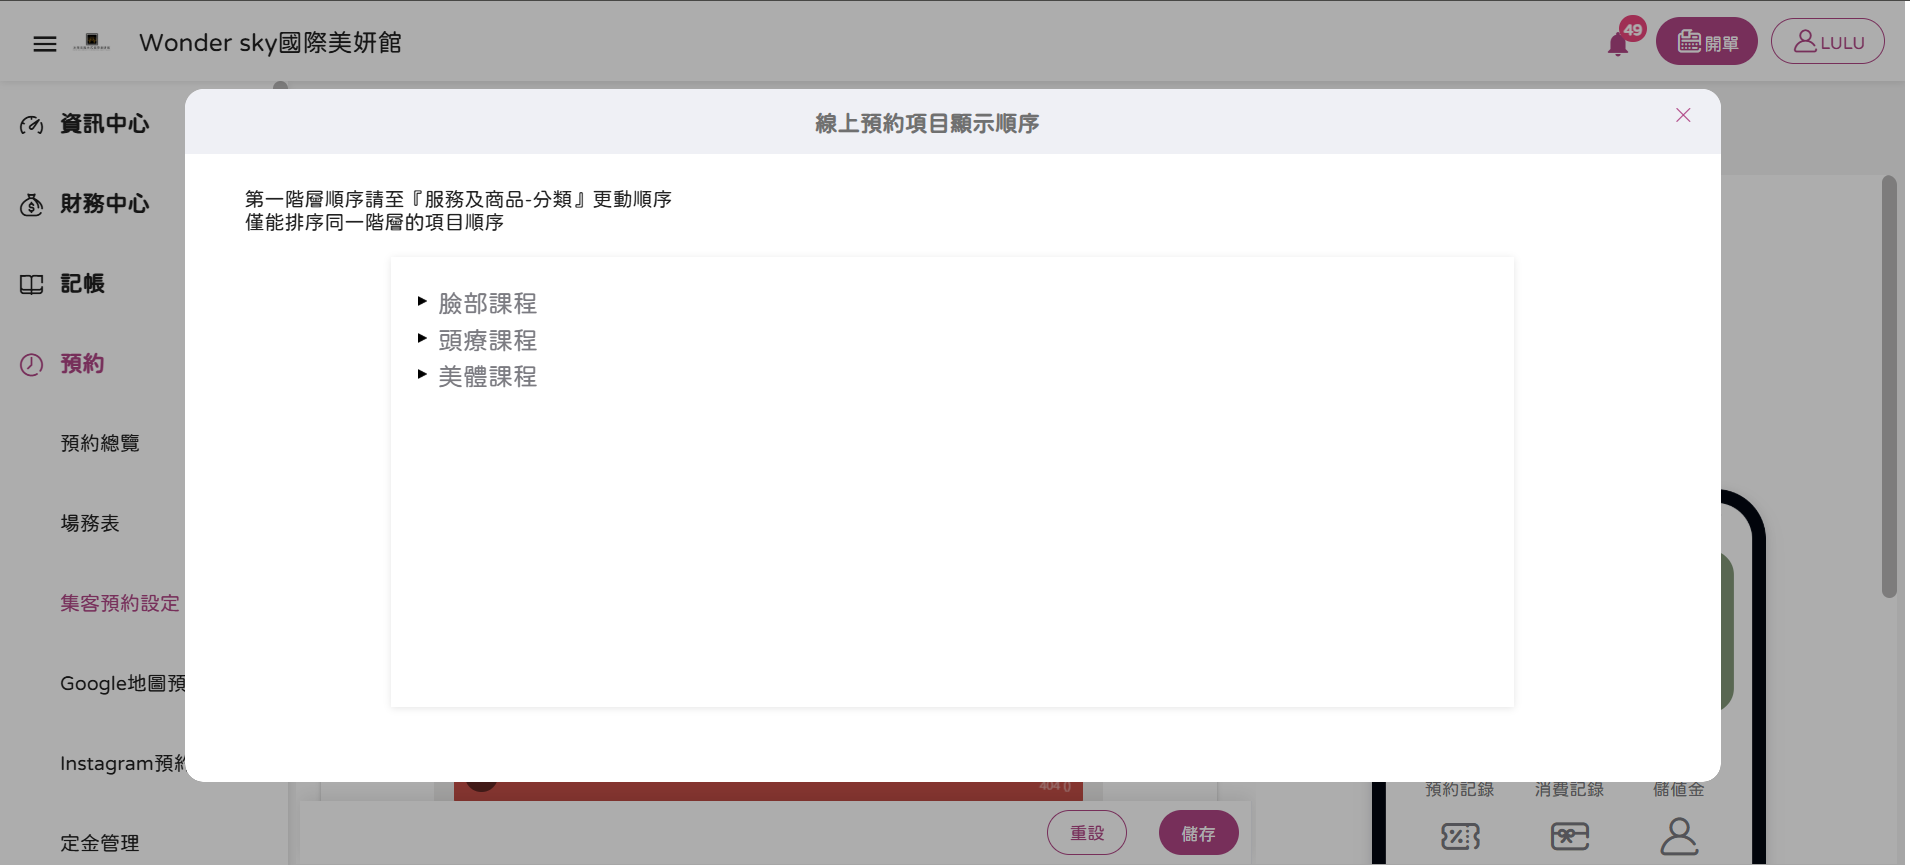 Wonder sky國際美妍館
49
開單
LULU
資訊中心
財務中心
記帳
預約
預約總覽
場務表
集客預約設定
Google地圖預
Instagram預約
定金管理
線上預約項目顯示順序
第一階層順序請至『服務及商品-分類』更動順序
僅能排序同一階層的項目順序
臉部課程
頭療課程
美體課程
重設
儲存
預約記錄
消費記錄
儲值金